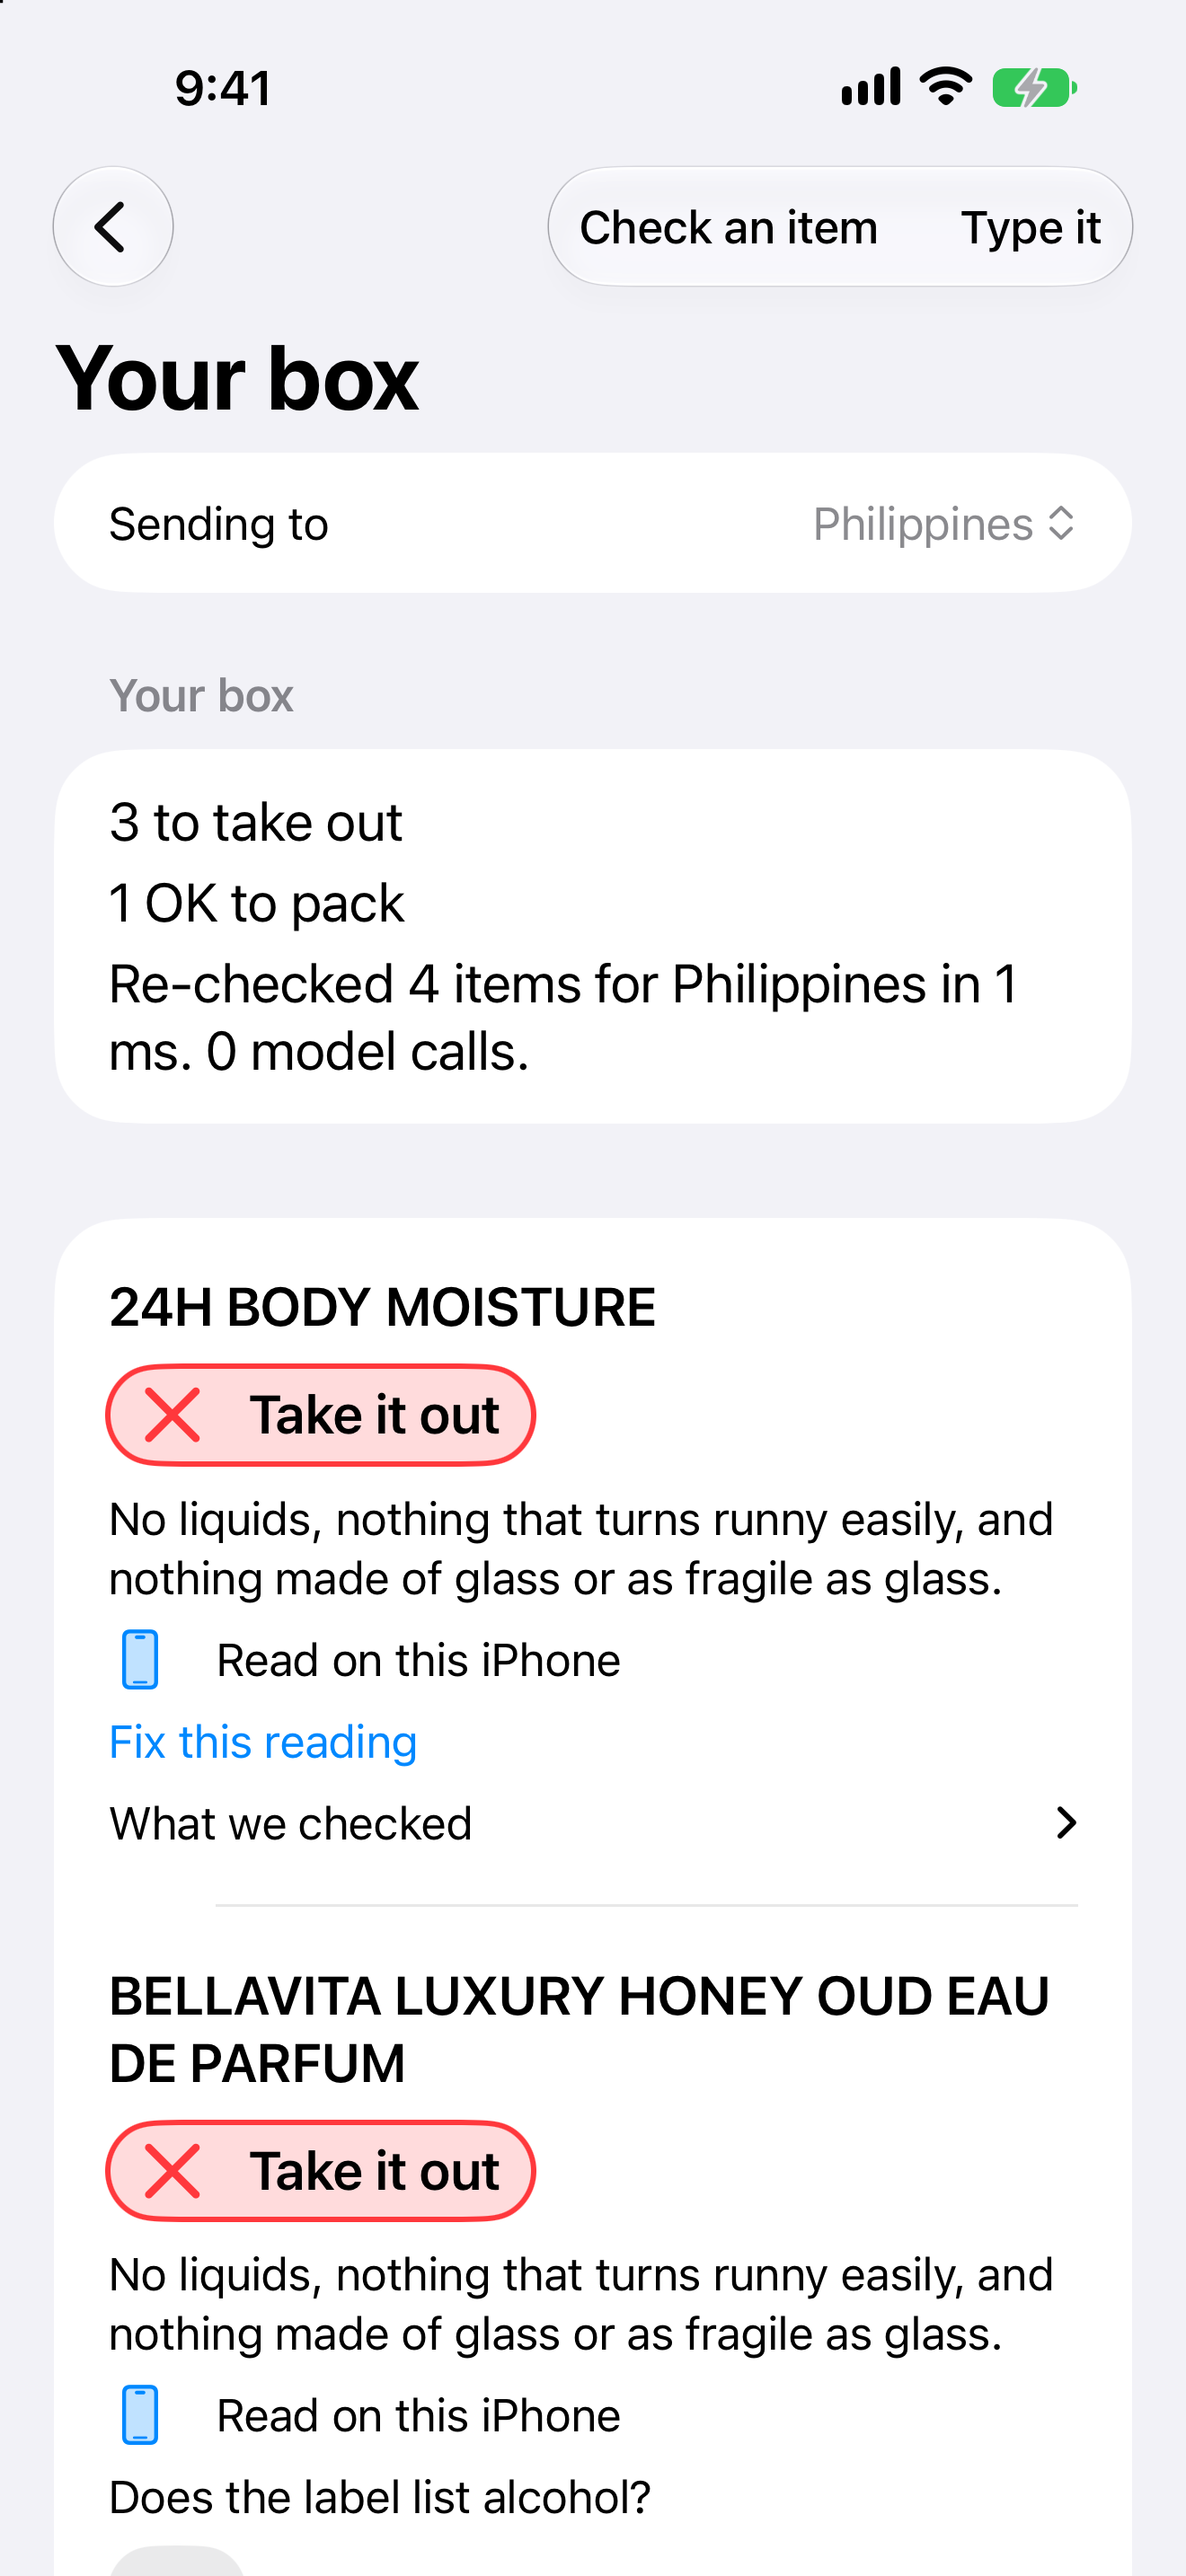 9:41
Check an item
Type it
Your box
Sending to
Philippines
Your box
3 to take out
1 OK to pack
Re-checked 4 items for Philippines in 1
ms. 0 model calls.
24H BODY MOISTURE
Take it out
No liquids, nothing that turns runny easily, and
nothing made of glass or as fragile as glass.
Read on this iPhone
Fix this reading
What we checked
BELLAVITA LUXURY HONEY OUD EAU
DE PARFUM
Take it out
No liquids, nothing that turns runny easily, and
nothing made of glass or as fragile as glass.
Read on this iPhone
Does the label list alcohol?